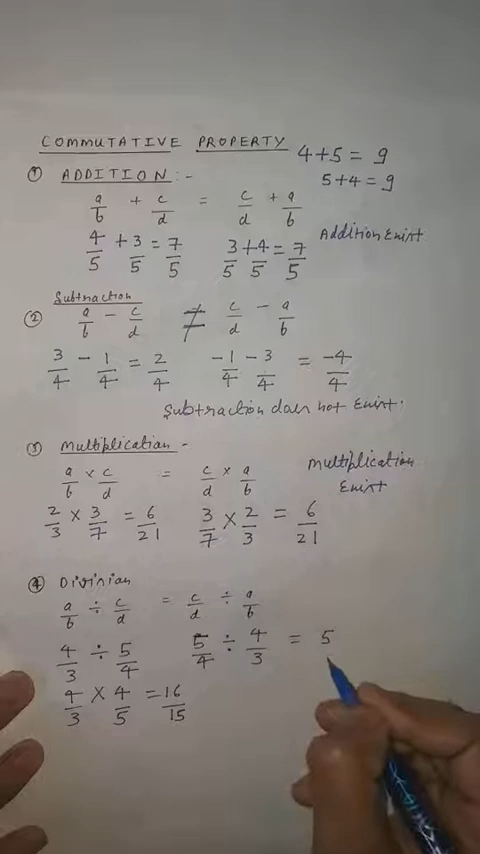 COMMUTATIVE PROPERTY
4+5 = 9
① ADDITION :-
5+4 = 9
a/b + c/d = c/d + a/b
4/5 + 3/5 = 7/5 3/5 + 4/5 = 7/5 Addition Exist
Subtraction
② a/b - c/d ≠ c/d - a/b
3/4 - 1/4 = 2/4 -1/4 - 3/4 = -4/4
Subtraction does not Exist.
③ Multiplication -
a/b × c/d = c/d × a/b Multiplication Exist
2/3 × 3/7 = 6/21 3/7 × 2/3 = 6/21
④ Division
a/b ÷ c/d = c/d ÷ a/b
4/3 ÷ 5/4 5/4 ÷ 4/3 = 5
4/3 × 4/5 = 16/15